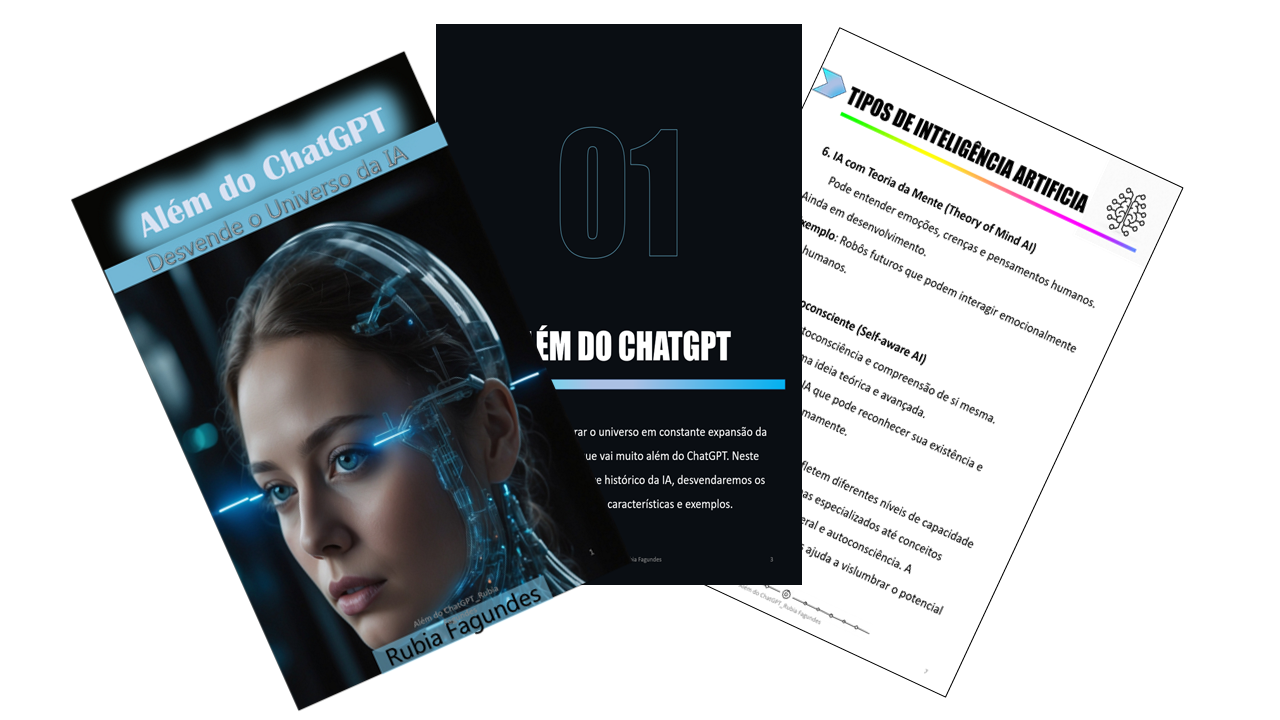 Além do ChatGPT
Desvende o Universo da IA
1
Além do ChatGPT_Rubia
Rubia Fagundes
01
ÉM DO CHATGPT
rar o universo em constante expansão da
ue vai muito além do ChatGPT. Neste
e histórico da IA, desvendaremos os
características e exemplos.
Fagundes
3
TIPOS DE INTELIGÊNCIA ARTIFICIA
6. IA com Teoria da Mente (Theory of Mind AI)
Pode entender emoções, crenças e pensamentos humanos.
Ainda em desenvolvimento.
xemplo: Robôs futuros que podem interagir emocionalmente
humanos.
oconsciente (Self-aware AI)
toconsciência e compreensão de si mesma.
ma ideia teórica e avançada.
IA que pode reconhecer sua existência e
mamente.
fletem diferentes níveis de capacidade
as especializados até conceitos
eral e autoconsciência. A
s ajuda a vislumbrar o potencial
Além do ChatGPT_Rubia Fagundes